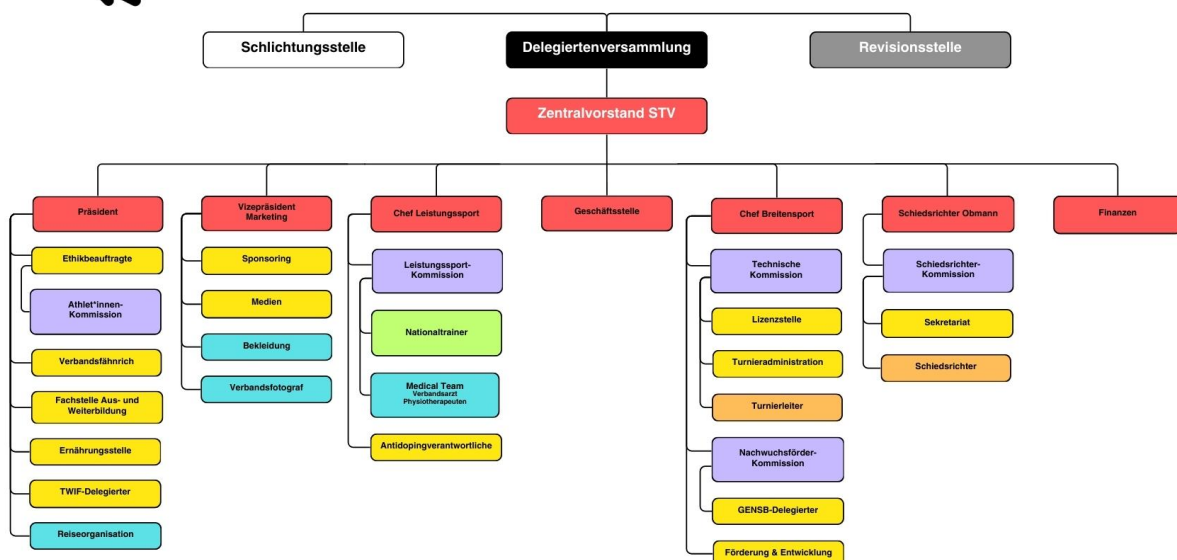 Schlichtungsstelle
Delegiertenversammlung
Revisionsstelle
Zentralvorstand STV
Präsident
Ethikbeauftragte
Athlet*innen-
Kommission
Verbandsfähnrich
Fachstelle Aus- und
Weiterbildung
Ernährungsstelle
TWIF-Delegierter
Reiseorganisation
Vizepräsident
Marketing
Sponsoring
Medien
Bekleidung
Verbandsfotograf
Chef Leistungssport
Leistungssport-
Kommission
Nationaltrainer
Medical Team
Verbandsarzt
Physiotherapeuten
Antidopingverantwortliche
Geschäftsstelle
Chef Breitensport
Technische
Kommission
Lizenzstelle
Turnieradministration
Turnierleiter
Nachwuchsförder-
Kommission
GENSB-Delegierter
Förderung & Entwicklung
Schiedsrichter Obmann
Schiedsrichter-
Kommission
Sekretariat
Schiedsrichter
Finanzen